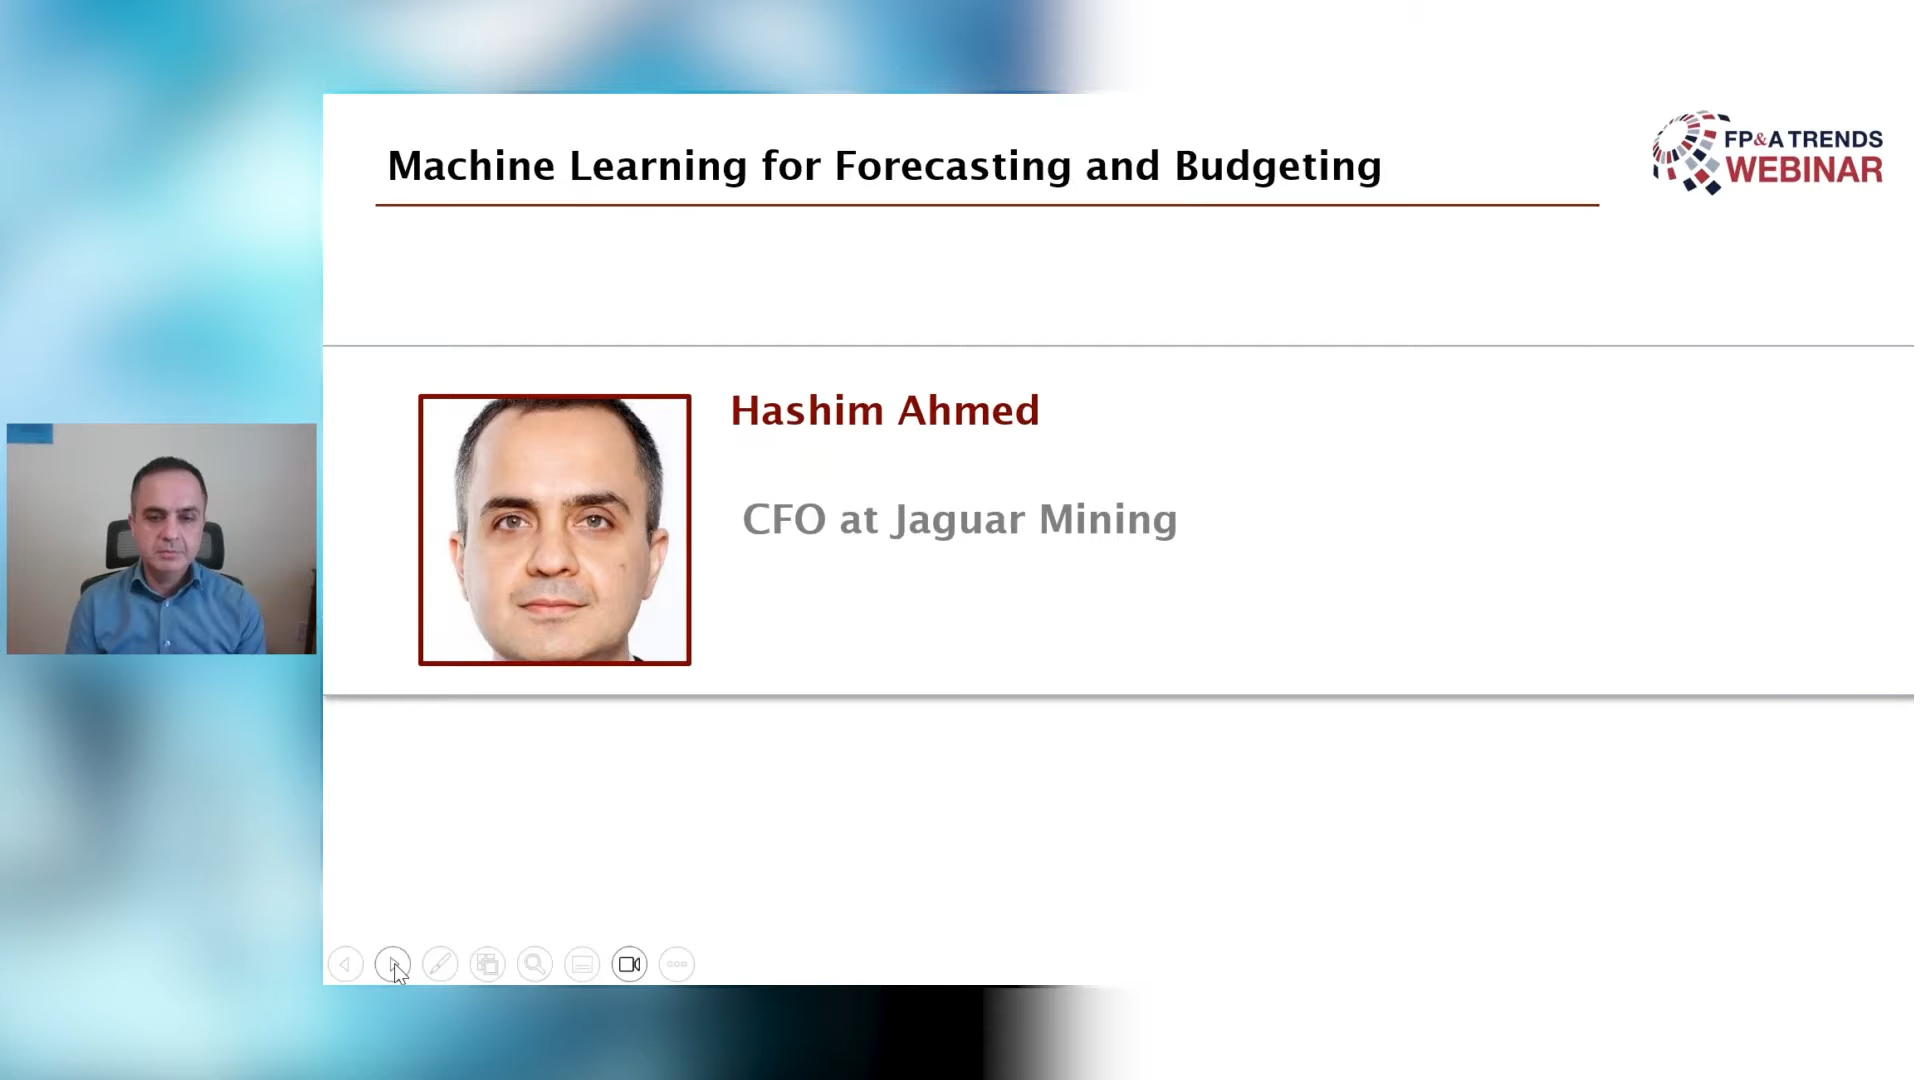 Machine Learning for Forecasting and Budgeting
FP&A TRENDS
WEBINAR
Hashim Ahmed
CFO at Jaguar Mining